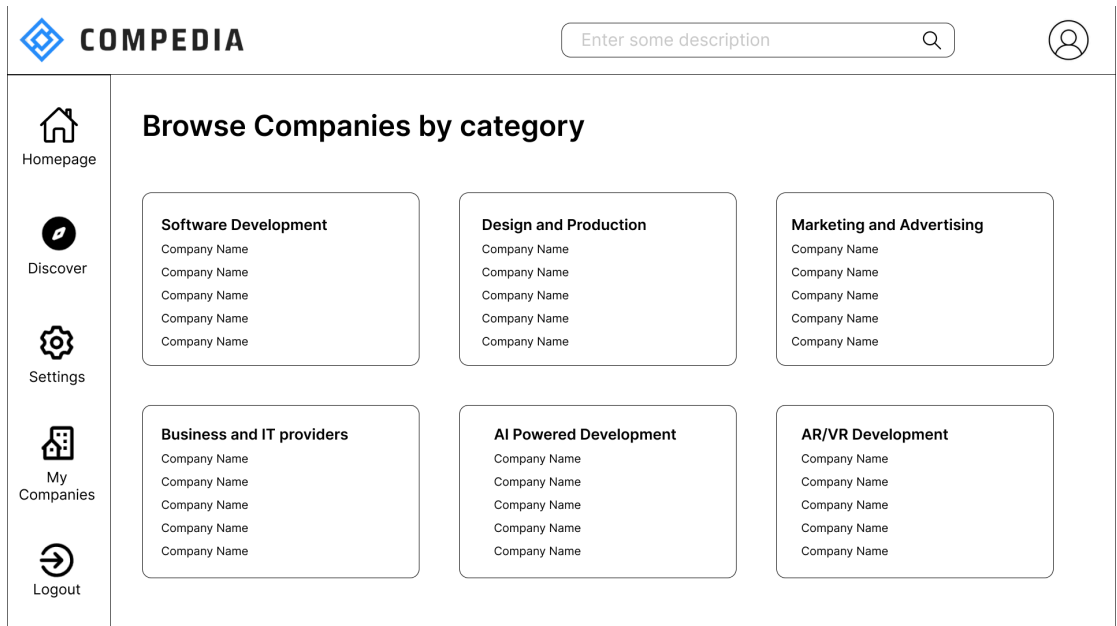 COMPEDIA
Enter some description
Homepage
Discover
Settings
My
Companies
Logout
Browse Companies by category
Software Development
Company Name
Company Name
Company Name
Company Name
Company Name
Design and Production
Company Name
Company Name
Company Name
Company Name
Company Name
Marketing and Advertising
Company Name
Company Name
Company Name
Company Name
Company Name
Business and IT providers
Company Name
Company Name
Company Name
Company Name
Company Name
AI Powered Development
Company Name
Company Name
Company Name
Company Name
Company Name
AR/VR Development
Company Name
Company Name
Company Name
Company Name
Company Name